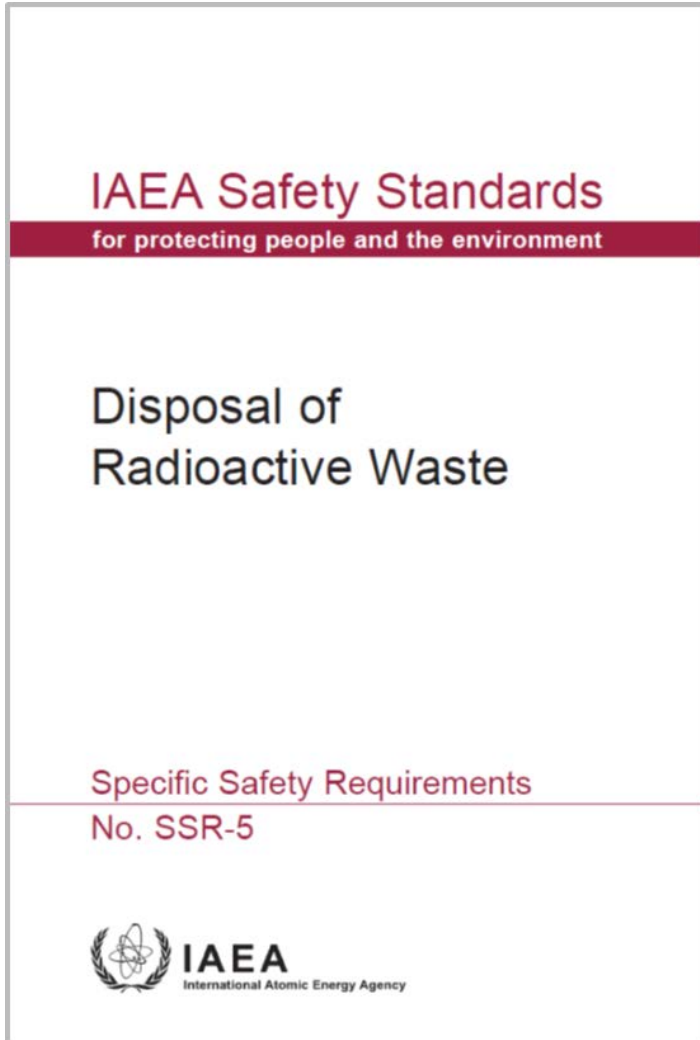 IAEA Safety Standards
for protecting people and the environment
Disposal of
Radioactive Waste
Specific Safety Requirements
No. SSR-5
IAEA
International Atomic Energy Agency